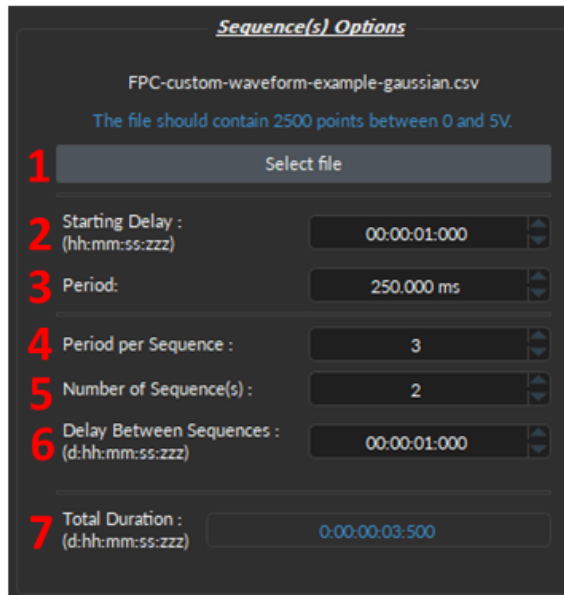 Sequence(s) Options
FPC-custom-waveform-example-gaussian.csv
The file should contain 2500 points between 0 and 5V.
1 Select file
2 Starting Delay : 00:00:01:000
(hh:mm:ss:zzz)
3 Period: 250.000 ms
4 Period per Sequence : 3
5 Number of Sequence(s) : 2
6 Delay Between Sequences : 00:00:01:000
(d:hh:mm:ss:zzz)
7 Total Duration : 0:00:00:03:500
(d:hh:mm:ss:zzz)